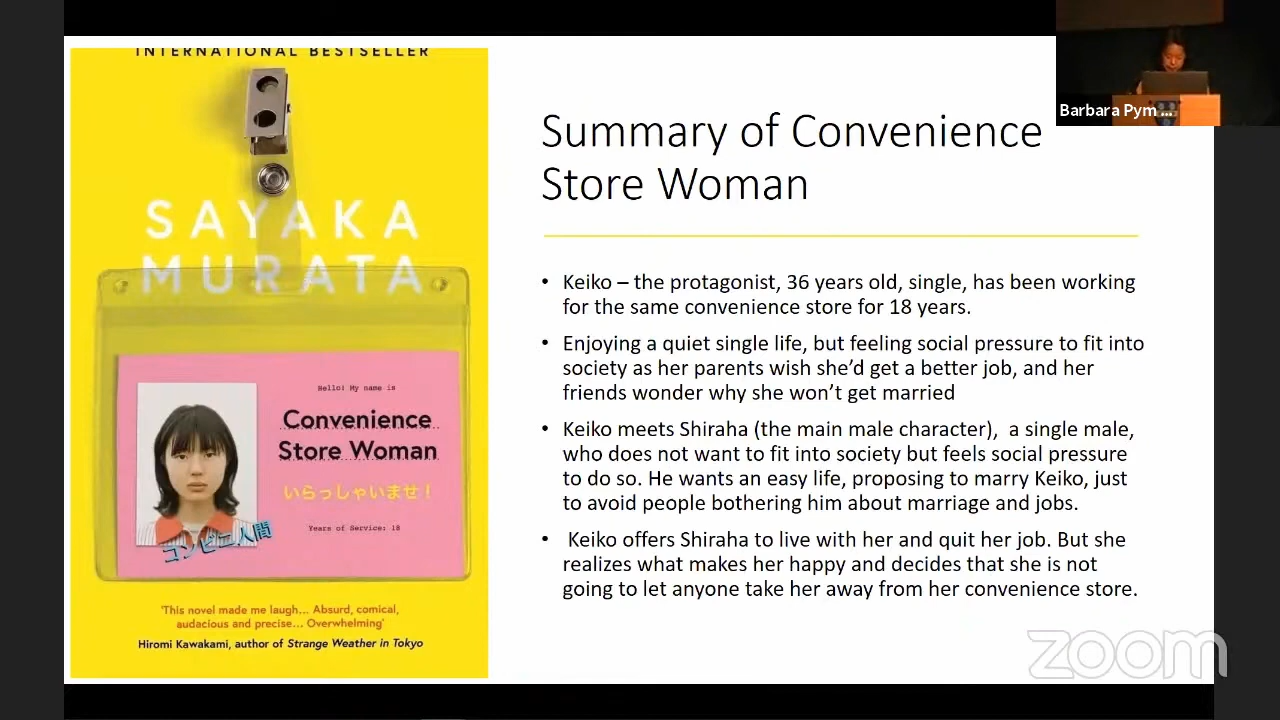 INTERNATIONAL BESTSELLER
SAYAKA
MURATA
Hello! My name is
Convenience
Store Woman
いらっしゃいませ！
Years of Service: 18
コンビニ人間
'This novel made me laugh... Absurd, comical,
audacious and precise... Overwhelming'
Hiromi Kawakami, author of Strange Weather in Tokyo
Barbara Pym ...
Summary of Convenience
Store Woman
• Keiko – the protagonist, 36 years old, single, has been working
for the same convenience store for 18 years.
• Enjoying a quiet single life, but feeling social pressure to fit into
society as her parents wish she'd get a better job, and her
friends wonder why she won't get married
• Keiko meets Shiraha (the main male character), a single male,
who does not want to fit into society but feels social pressure
to do so. He wants an easy life, proposing to marry Keiko, just
to avoid people bothering him about marriage and jobs.
• Keiko offers Shiraha to live with her and quit her job. But she
realizes what makes her happy and decides that she is not
going to let anyone take her away from her convenience store.
zoom